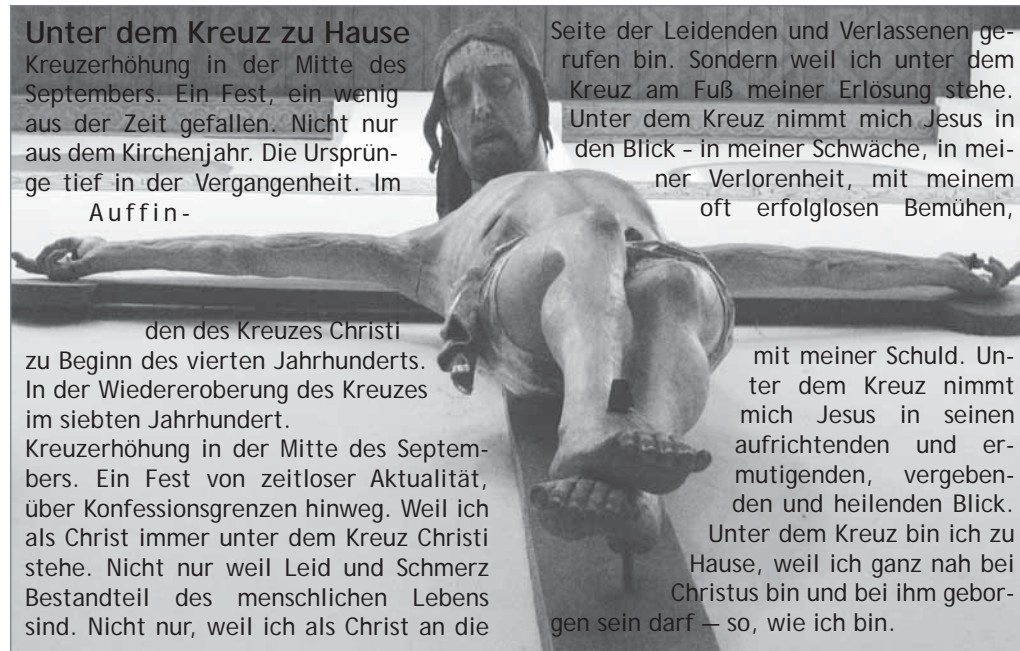 Unter dem Kreuz zu Hause
Kreuzerhöhung in der Mitte des
Septembers. Ein Fest, ein wenig
aus der Zeit gefallen. Nicht nur
aus dem Kirchenjahr. Die Ursprün-
ge tief in der Vergangenheit. Im
Auffin-
den des Kreuzes Christi
zu Beginn des vierten Jahrhunderts.
In der Wiedereroberung des Kreuzes
im siebten Jahrhundert.
Kreuzerhöhung in der Mitte des Septem-
bers. Ein Fest von zeitloser Aktualität,
über Konfessionsgrenzen hinweg. Weil ich
als Christ immer unter dem Kreuz Christi
stehe. Nicht nur weil Leid und Schmerz
Bestandteil des menschlichen Lebens
sind. Nicht nur, weil ich als Christ an die
Seite der Leidenden und Verlassenen ge-
rufen bin. Sondern weil ich unter dem
Kreuz am Fuß meiner Erlösung stehe.
Unter dem Kreuz nimmt mich Jesus in
den Blick – in meiner Schwäche, in mei-
ner Verlorenheit, mit meinem
oft erfolglosen Bemühen,
mit meiner Schuld. Un-
ter dem Kreuz nimmt
mich Jesus in seinen
aufrichtenden und er-
mutigenden, vergeben-
den und heilenden Blick.
Unter dem Kreuz bin ich zu
Hause, weil ich ganz nah bei
Christus bin und bei ihm gebor-
gen sein darf — so, wie ich bin.